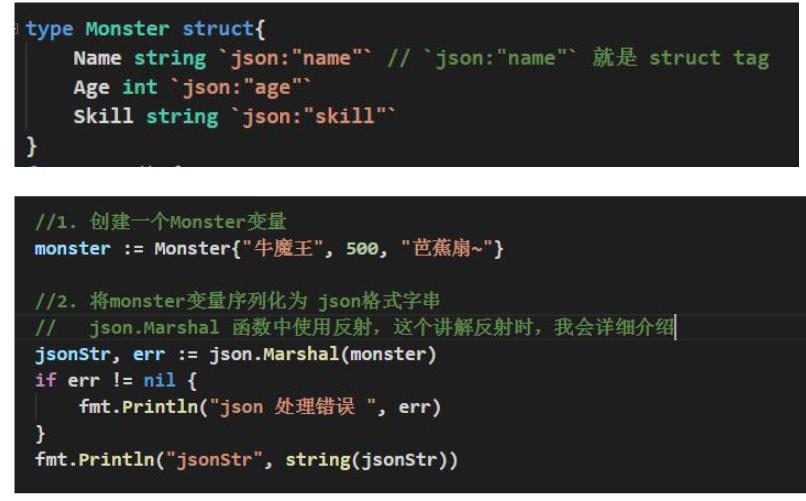 type Monster struct{
Name string `json:"name"` // `json:"name"` 就是 struct tag
Age int `json:"age"`
Skill string `json:"skill"`
}
//1. 创建一个Monster变量
monster := Monster{"牛魔王", 500, "芭蕉扇~"}
//2. 将monster变量序列化为 json格式字串
// json.Marshal 函数中使用反射，这个讲解反射时，我会详细介绍
jsonStr, err := json.Marshal(monster)
if err != nil {
fmt.Println("json 处理错误 ", err)
}
fmt.Println("jsonStr", string(jsonStr))